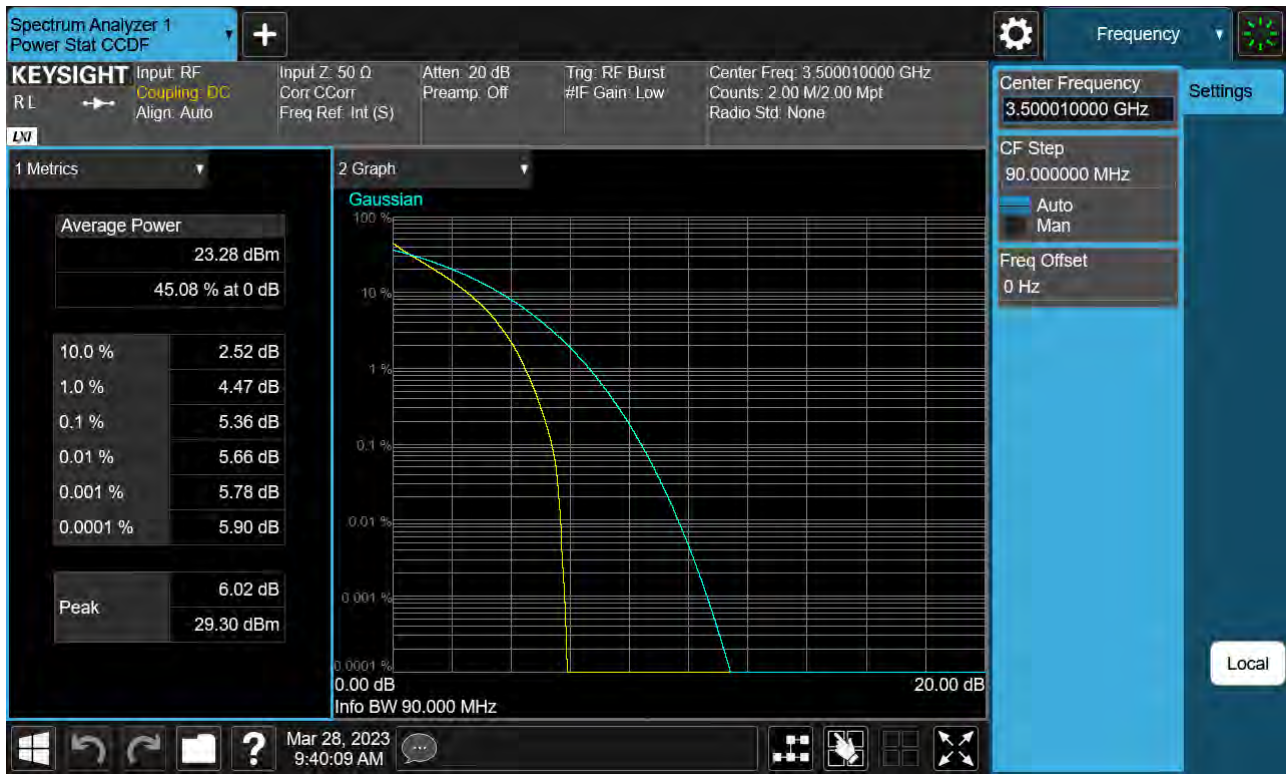 Spectrum Analyzer 1
Power Stat CCDF
+
Frequency
KEYSIGHT
RL
LXI
Input: RF
Coupling: DC
Align: Auto
Input Z: 50 Ω
Corr CCorr
Freq Ref: Int (S)
Atten: 20 dB
Preamp: Off
Trig: RF Burst
#IF Gain: Low
Center Freq: 3.500010000 GHz
Counts: 2.00 M/2.00 Mpt
Radio Std: None
1 Metrics
Average Power
23.28 dBm
45.08 % at 0 dB
10.0 % 2.52 dB
1.0 % 4.47 dB
0.1 % 5.36 dB
0.01 % 5.66 dB
0.001 % 5.78 dB
0.0001 % 5.90 dB
Peak
6.02 dB
29.30 dBm
2 Graph
Gaussian
100 %
10 %
1 %
0.1 %
0.01 %
0.001 %
0.0001 %
0.00 dB 20.00 dB
Info BW 90.000 MHz
Center Frequency
3.500010000 GHz
CF Step
90.000000 MHz
Auto
Man
Freq Offset
0 Hz
Settings
Local
?
Mar 28, 2023
9:40:09 AM